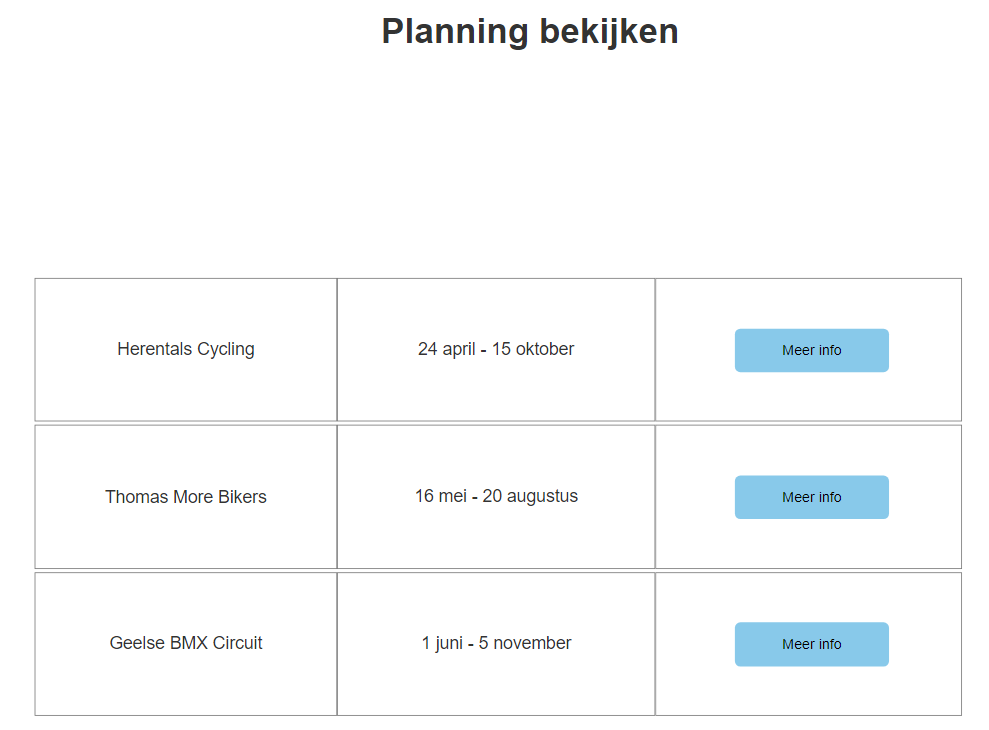 Planning bekijken
Herentals Cycling
24 april - 15 oktober
Meer info
Thomas More Bikers
16 mei - 20 augustus
Meer info
Geelse BMX Circuit
1 juni - 5 november
Meer info